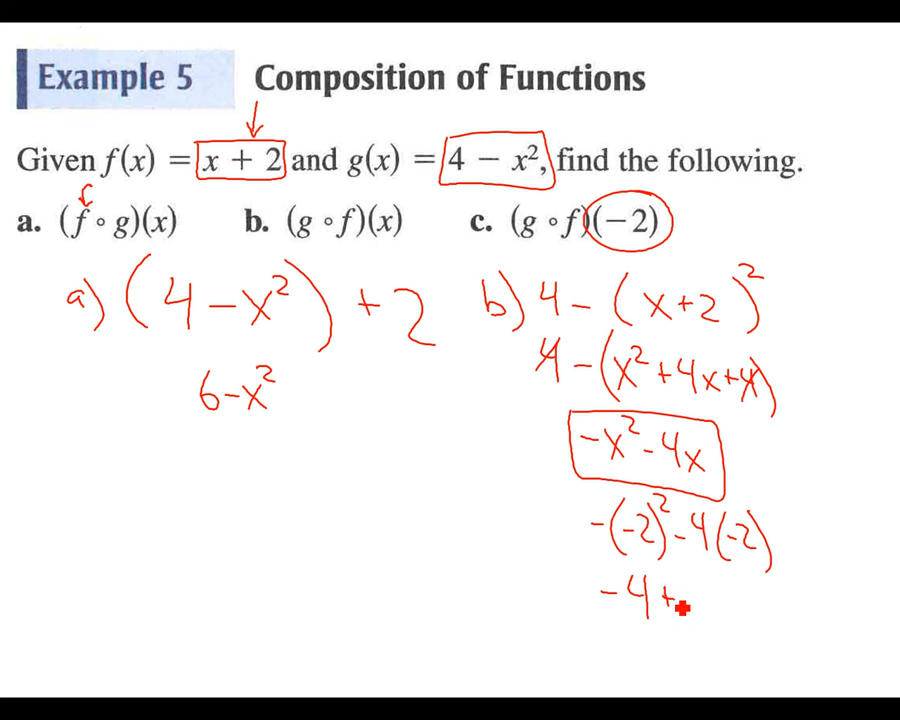 Example 5 Composition of Functions
Given f(x) = x + 2 and g(x) = 4 − x², find the following.
a. (f ∘ g)(x) b. (g ∘ f)(x) c. (g ∘ f)(−2)
a) (4 − x²) + 2 b) 4 − (x+2)²
6 − x² 4 − (x² + 4x + 4)
−x² − 4x
−(−2)² − 4(−2)
−4 +